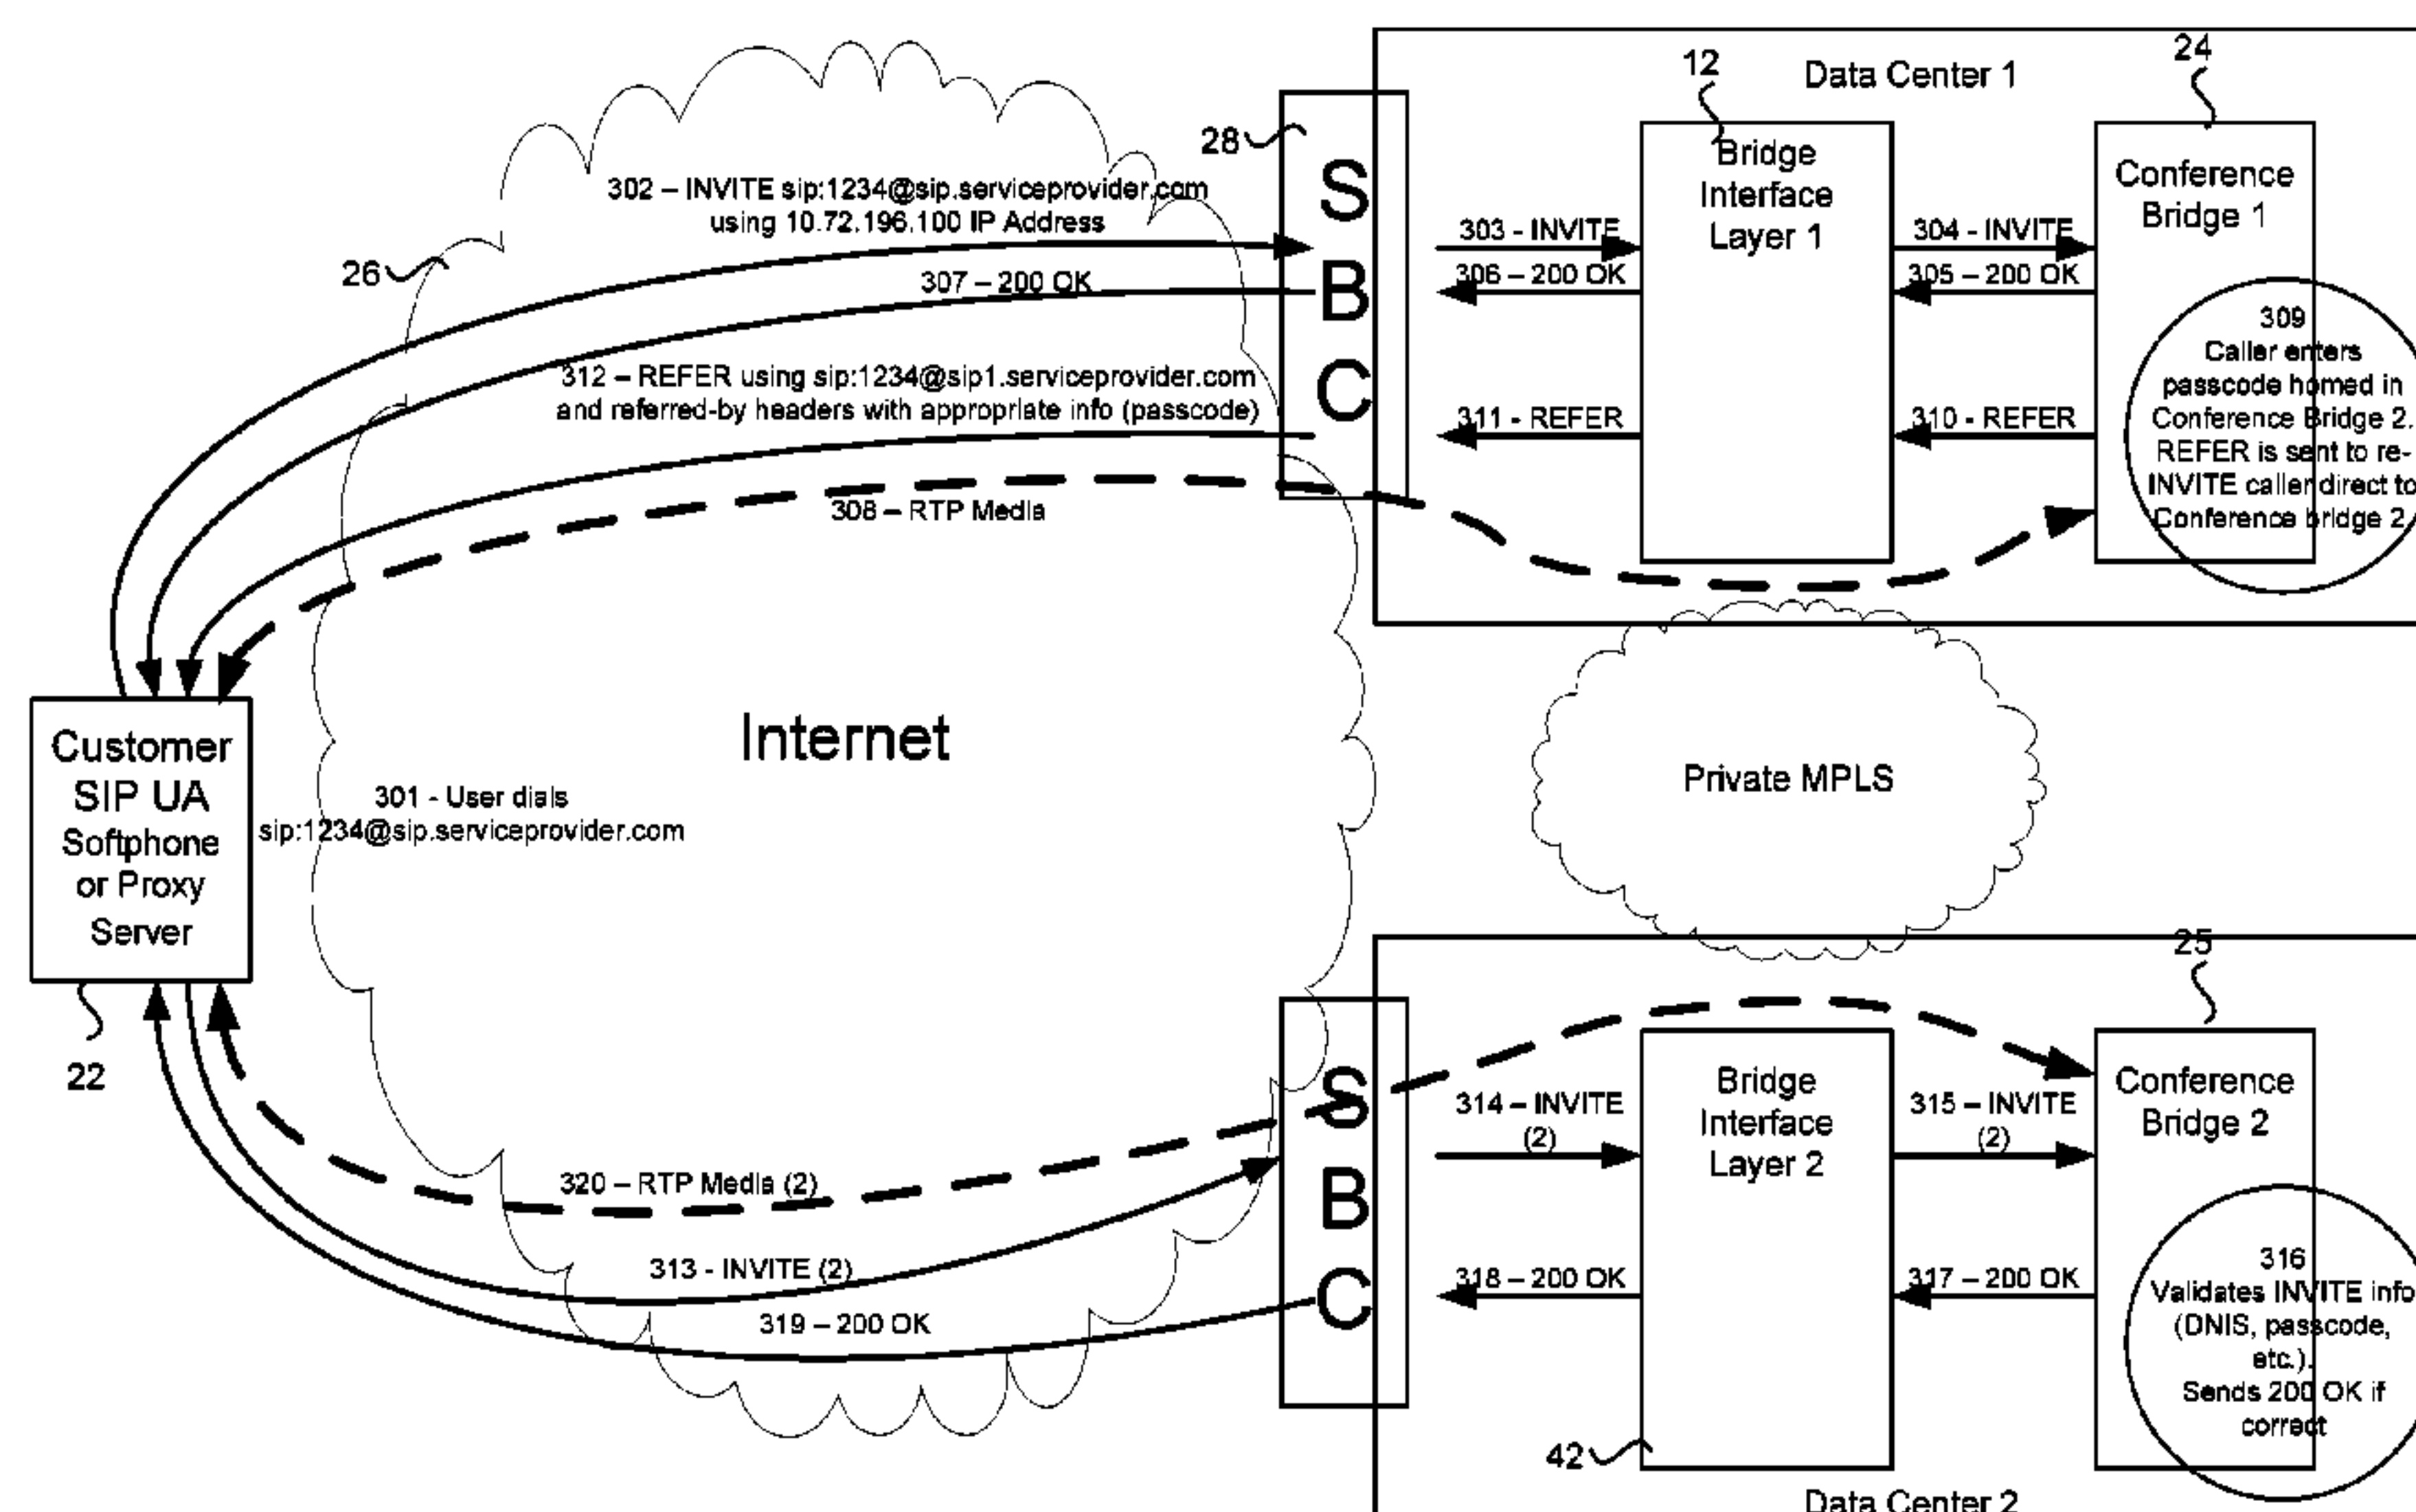 Data Center 1
12
24
28
26
S
B
C
Bridge
Interface
Layer 1
Conference
Bridge 1
302 – INVITE sip:1234@sip.serviceprovider.com
using 10.72.196.100 IP Address
303 - INVITE
304 - INVITE
307 – 200 OK
306 – 200 OK
305 – 200 OK
312 – REFER using sip:1234@sip1.serviceprovider.com
and referred-by headers with appropriate info (passcode)
311 - REFER
310 - REFER
309
Caller enters
passcode homed in
Conference Bridge 2.
REFER is sent to re-
INVITE caller direct to
Conference bridge 2
308 – RTP Media
Internet
Private MPLS
Customer
SIP UA
Softphone
or Proxy
Server
22
301 - User dials
sip:1234@sip.serviceprovider.com
25
S
B
C
Bridge
Interface
Layer 2
Conference
Bridge 2
314 – INVITE
(2)
315 – INVITE
(2)
320 – RTP Media (2)
313 - INVITE (2)
319 – 200 OK
318 – 200 OK
317 – 200 OK
316
Validates INVITE info
(DNIS, passcode,
etc.).
Sends 200 OK if
correct
42
Data Center 2